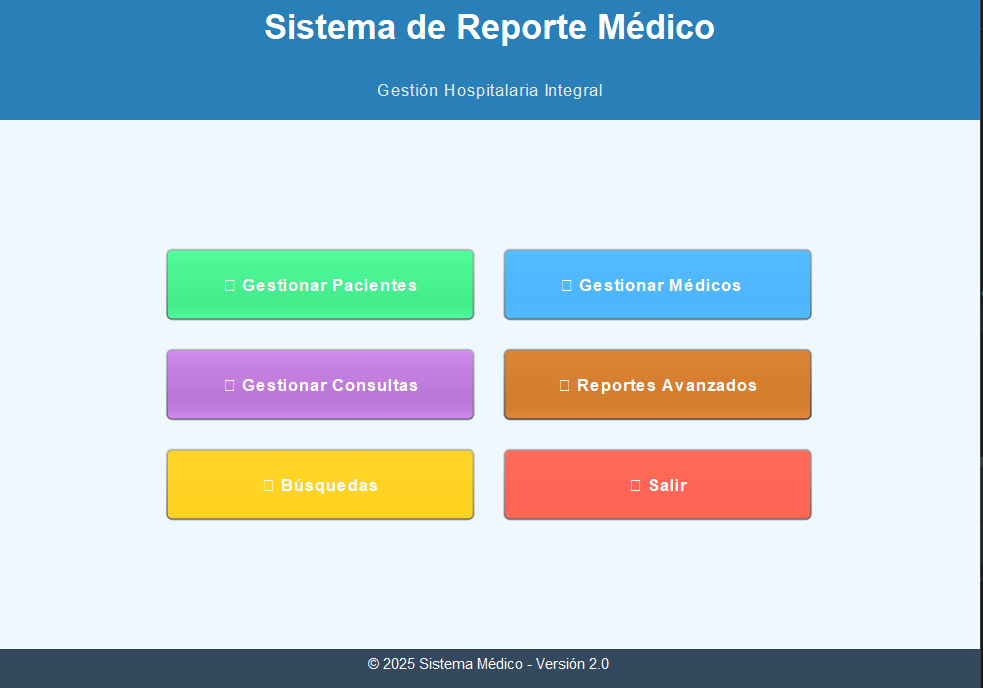 Sistema de Reporte Médico
Gestión Hospitalaria Integral
Gestionar Pacientes
Gestionar Médicos
Gestionar Consultas
Reportes Avanzados
Búsquedas
Salir
© 2025 Sistema Médico - Versión 2.0